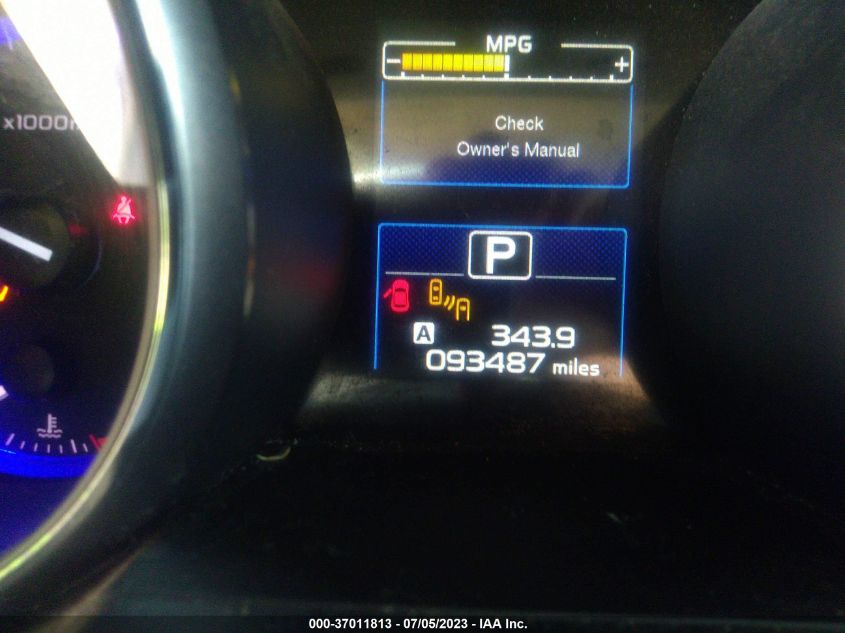 MPG
- +
x1000r
Check
Owner's Manual
P
A 343.9
093487 miles
000-37011813 - 07/05/2023 - IAA Inc.